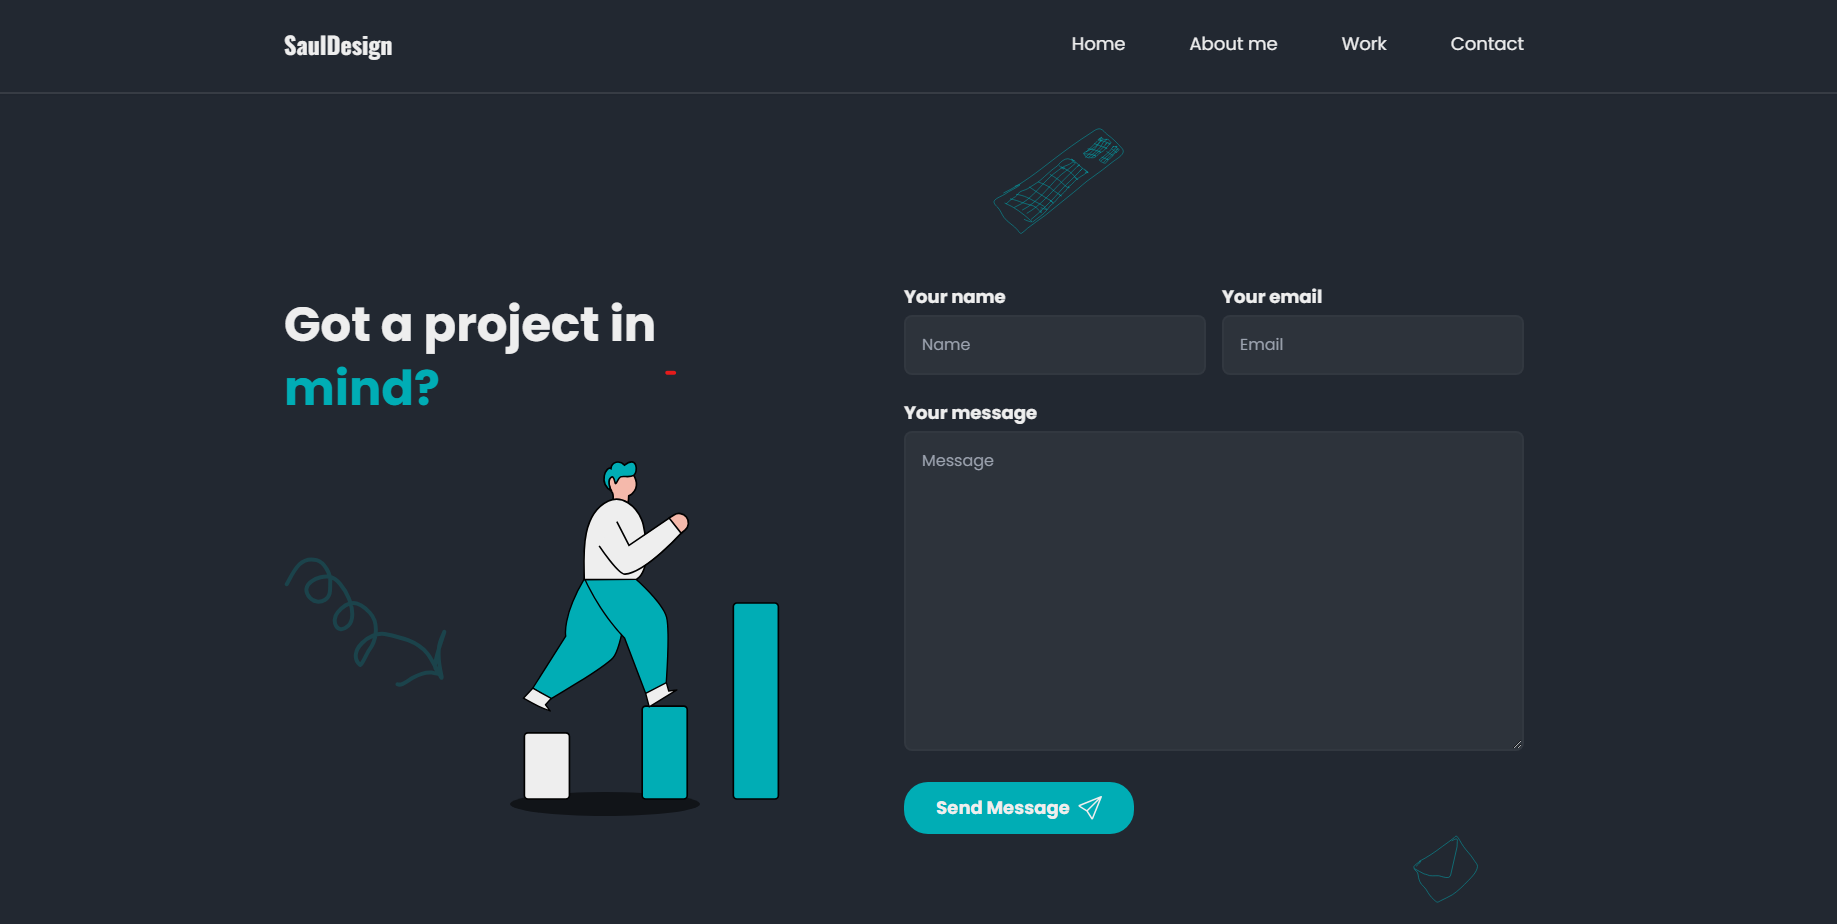 SaulDesign
Home
About me
Work
Contact
Got a project in
mind?
Your name
Your email
Name
Email
Your message
Message
Send Message